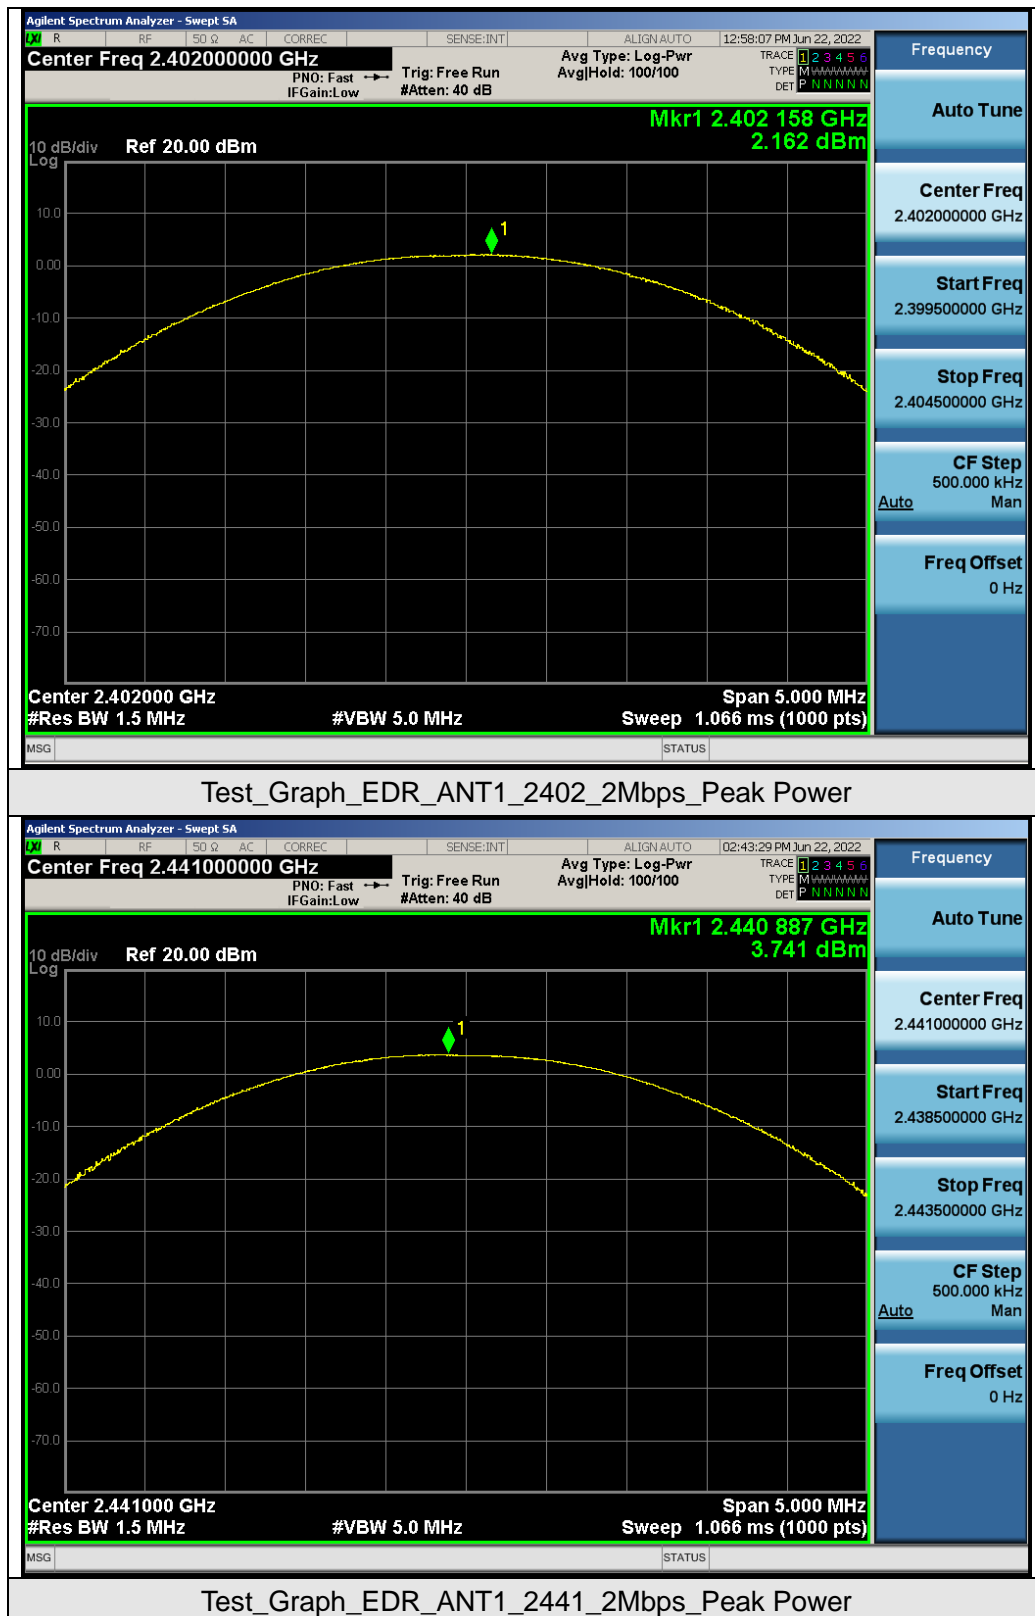 Agilent Spectrum Analyzer - Swept SA
LXI R RF 50 Ω AC CORREC SENSE:INT ALIGN AUTO 12:58:07 PM Jun 22, 2022
Center Freq 2.402000000 GHz
PNO: Fast
IFGain:Low
Trig: Free Run
#Atten: 40 dB
Avg Type: Log-Pwr
Avg|Hold: 100/100
TRACE 1 2 3 4 5 6
TYPE M WWWWW
DET P N N N N N
Mkr1 2.402 158 GHz
2.162 dBm
10 dB/div Ref 20.00 dBm
Log
10.0
1
0.00
-10.0
-20.0
-30.0
-40.0
-50.0
-60.0
-70.0
Center 2.402000 GHz Span 5.000 MHz
#Res BW 1.5 MHz #VBW 5.0 MHz Sweep 1.066 ms (1000 pts)
MSG STATUS
Frequency
Auto Tune
Center Freq
2.402000000 GHz
Start Freq
2.399500000 GHz
Stop Freq
2.404500000 GHz
CF Step
500.000 kHz
Auto Man
Freq Offset
0 Hz
Test_Graph_EDR_ANT1_2402_2Mbps_Peak Power
Agilent Spectrum Analyzer - Swept SA
LXI R RF 50 Ω AC CORREC SENSE:INT ALIGN AUTO 02:43:29 PM Jun 22, 2022
Center Freq 2.441000000 GHz
PNO: Fast
IFGain:Low
Trig: Free Run
#Atten: 40 dB
Avg Type: Log-Pwr
Avg|Hold: 100/100
TRACE 1 2 3 4 5 6
TYPE M WWWWW
DET P N N N N N
Mkr1 2.440 887 GHz
3.741 dBm
10 dB/div Ref 20.00 dBm
Log
10.0
1
0.00
-10.0
-20.0
-30.0
-40.0
-50.0
-60.0
-70.0
Center 2.441000 GHz Span 5.000 MHz
#Res BW 1.5 MHz #VBW 5.0 MHz Sweep 1.066 ms (1000 pts)
MSG STATUS
Frequency
Auto Tune
Center Freq
2.441000000 GHz
Start Freq
2.438500000 GHz
Stop Freq
2.443500000 GHz
CF Step
500.000 kHz
Auto Man
Freq Offset
0 Hz
Test_Graph_EDR_ANT1_2441_2Mbps_Peak Power